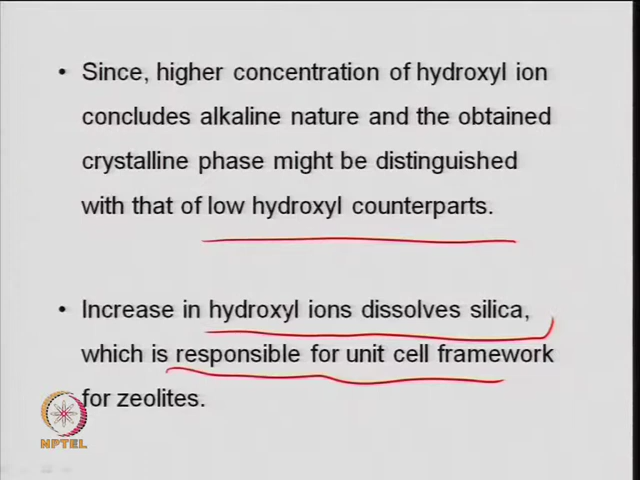 • Since, higher concentration of hydroxyl ion
concludes alkaline nature and the obtained
crystalline phase might be distinguished
with that of low hydroxyl counterparts.
• Increase in hydroxyl ions dissolves silica,
which is responsible for unit cell framework
for zeolites.
NPTEL